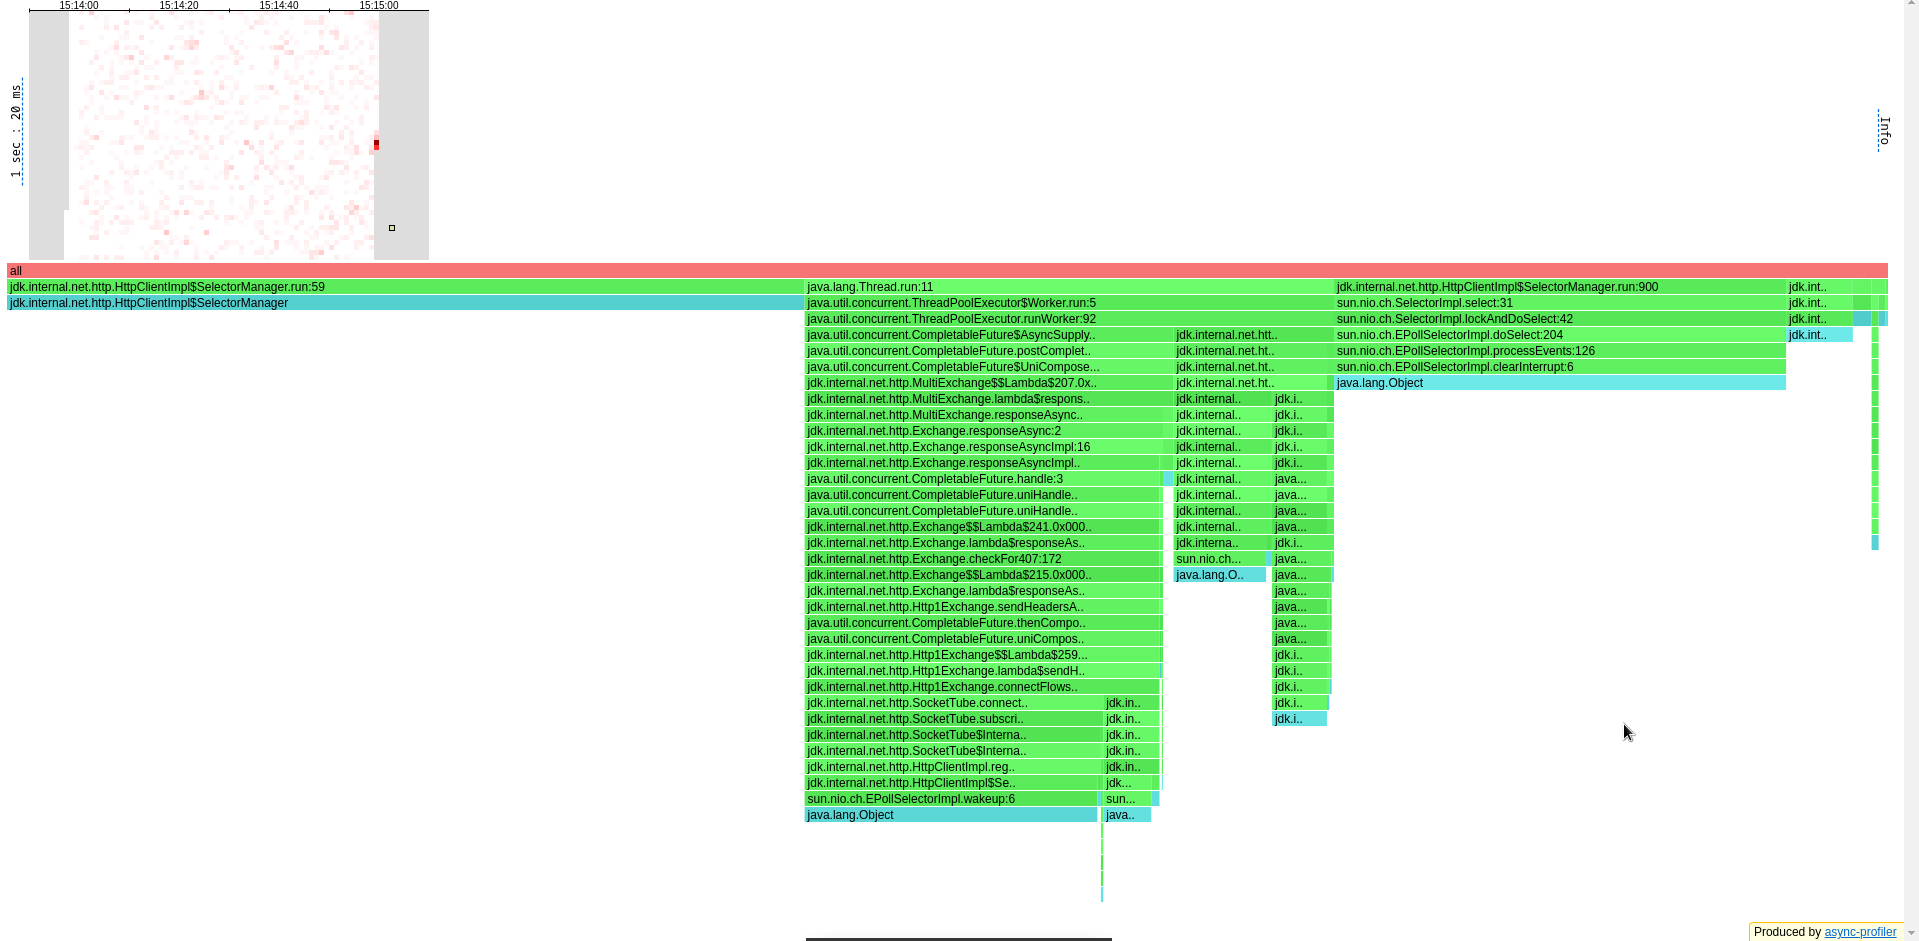 15:14:00 15:14:20 15:14:40 15:15:00
1 sec : 20 ms
Info
all
jdk.internal.net.http.HttpClientImpl$SelectorManager.run:59 java.lang.Thread.run:11 jdk.internal.net.http.HttpClientImpl$SelectorManager.run:900 jdk.int..
jdk.internal.net.http.HttpClientImpl$SelectorManager java.util.concurrent.ThreadPoolExecutor$Worker.run:5 sun.nio.ch.SelectorImpl.select:31 jdk.int..
java.util.concurrent.ThreadPoolExecutor.runWorker:92 sun.nio.ch.SelectorImpl.lockAndDoSelect:42 jdk.int..
java.util.concurrent.CompletableFuture$AsyncSupply.. jdk.internal.net.htt.. sun.nio.ch.EPollSelectorImpl.doSelect:204 jdk.int..
java.util.concurrent.CompletableFuture.postComplet.. jdk.internal.net.ht.. sun.nio.ch.EPollSelectorImpl.processEvents:126
java.util.concurrent.CompletableFuture$UniCompose... jdk.internal.net.ht.. sun.nio.ch.EPollSelectorImpl.clearInterrupt:6
jdk.internal.net.http.MultiExchange$$Lambda$207.0x.. jdk.internal.net.ht.. java.lang.Object
jdk.internal.net.http.MultiExchange.lambda$respons.. jdk.internal.. jdk.i..
jdk.internal.net.http.MultiExchange.responseAsync.. jdk.internal.. jdk.i..
jdk.internal.net.http.Exchange.responseAsync:2 jdk.internal.. jdk.i..
jdk.internal.net.http.Exchange.responseAsyncImpl:16 jdk.internal.. jdk.i..
jdk.internal.net.http.Exchange.responseAsyncImpl.. jdk.internal.. jdk.i..
java.util.concurrent.CompletableFuture.handle:3 jdk.internal.. java...
java.util.concurrent.CompletableFuture.uniHandle.. jdk.internal.. java...
java.util.concurrent.CompletableFuture.uniHandle.. jdk.internal.. java...
jdk.internal.net.http.Exchange$$Lambda$241.0x000.. jdk.internal.. java...
jdk.internal.net.http.Exchange.lambda$responseAs.. jdk.interna.. jdk.i..
jdk.internal.net.http.Exchange.checkFor407:172 sun.nio.ch... java...
jdk.internal.net.http.Exchange$$Lambda$215.0x000.. java.lang.O.. java...
jdk.internal.net.http.Exchange.lambda$responseAs.. java...
jdk.internal.net.http.Http1Exchange.sendHeadersA.. java...
java.util.concurrent.CompletableFuture.thenCompo.. java...
java.util.concurrent.CompletableFuture.uniCompos.. java...
jdk.internal.net.http.Http1Exchange$$Lambda$259... jdk.i..
jdk.internal.net.http.Http1Exchange.lambda$sendH.. jdk.i..
jdk.internal.net.http.Http1Exchange.connectFlows.. jdk.i..
jdk.internal.net.http.SocketTube.connect.. jdk.in.. jdk.i..
jdk.internal.net.http.SocketTube.subscri.. jdk.in.. jdk.i..
jdk.internal.net.http.SocketTube$Interna.. jdk.in..
jdk.internal.net.http.SocketTube$Interna.. jdk.in..
jdk.internal.net.http.HttpClientImpl.reg.. jdk.in..
jdk.internal.net.http.HttpClientImpl$Se.. jdk...
sun.nio.ch.EPollSelectorImpl.wakeup:6 sun...
java.lang.Object java..
Produced by async-profiler